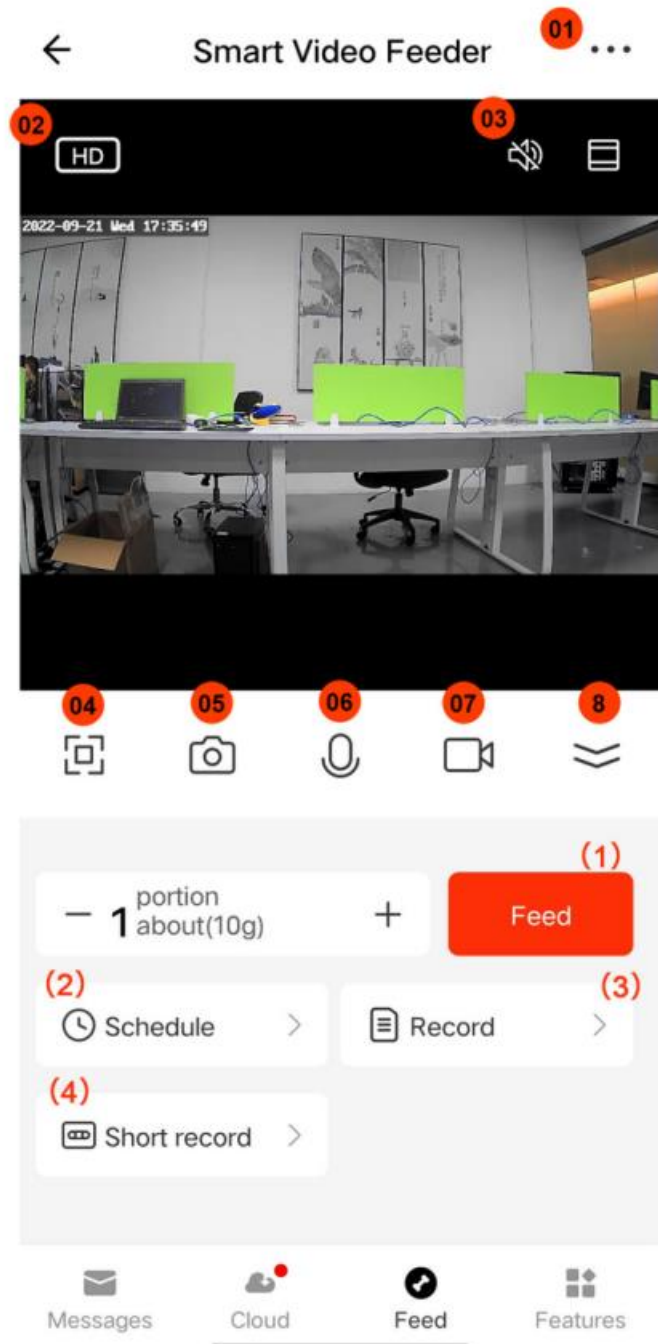 01
Smart Video Feeder
02
03
HD
2022-09-21 Wed 17:35:49
04
05
06
07
8
(1)
portion
1
about(10g)
Feed
(2)
(3)
Schedule
Record
(4)
Short record
Messages
Cloud
Feed
Features